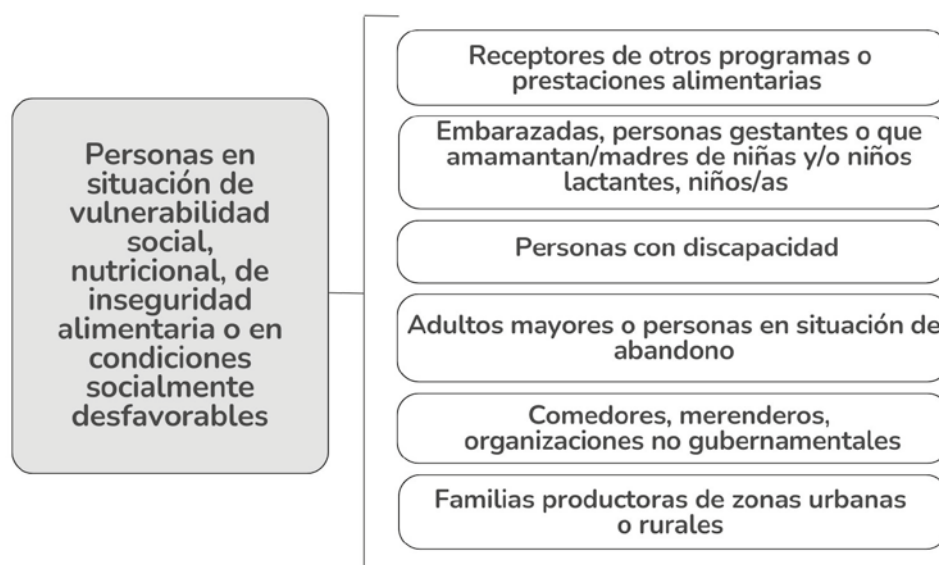 Personas en
situación de
vulnerabilidad
social,
nutricional, de
inseguridad
alimentaria o en
condiciones
socialmente
desfavorables
Receptores de otros programas o
prestaciones alimentarias
Embarazadas, personas gestantes o que
amamantan/madres de niñas y/o niños
lactantes, niños/as
Personas con discapacidad
Adultos mayores o personas en situación de
abandono
Comedores, merenderos,
organizaciones no gubernamentales
Familias productoras de zonas urbanas
o rurales